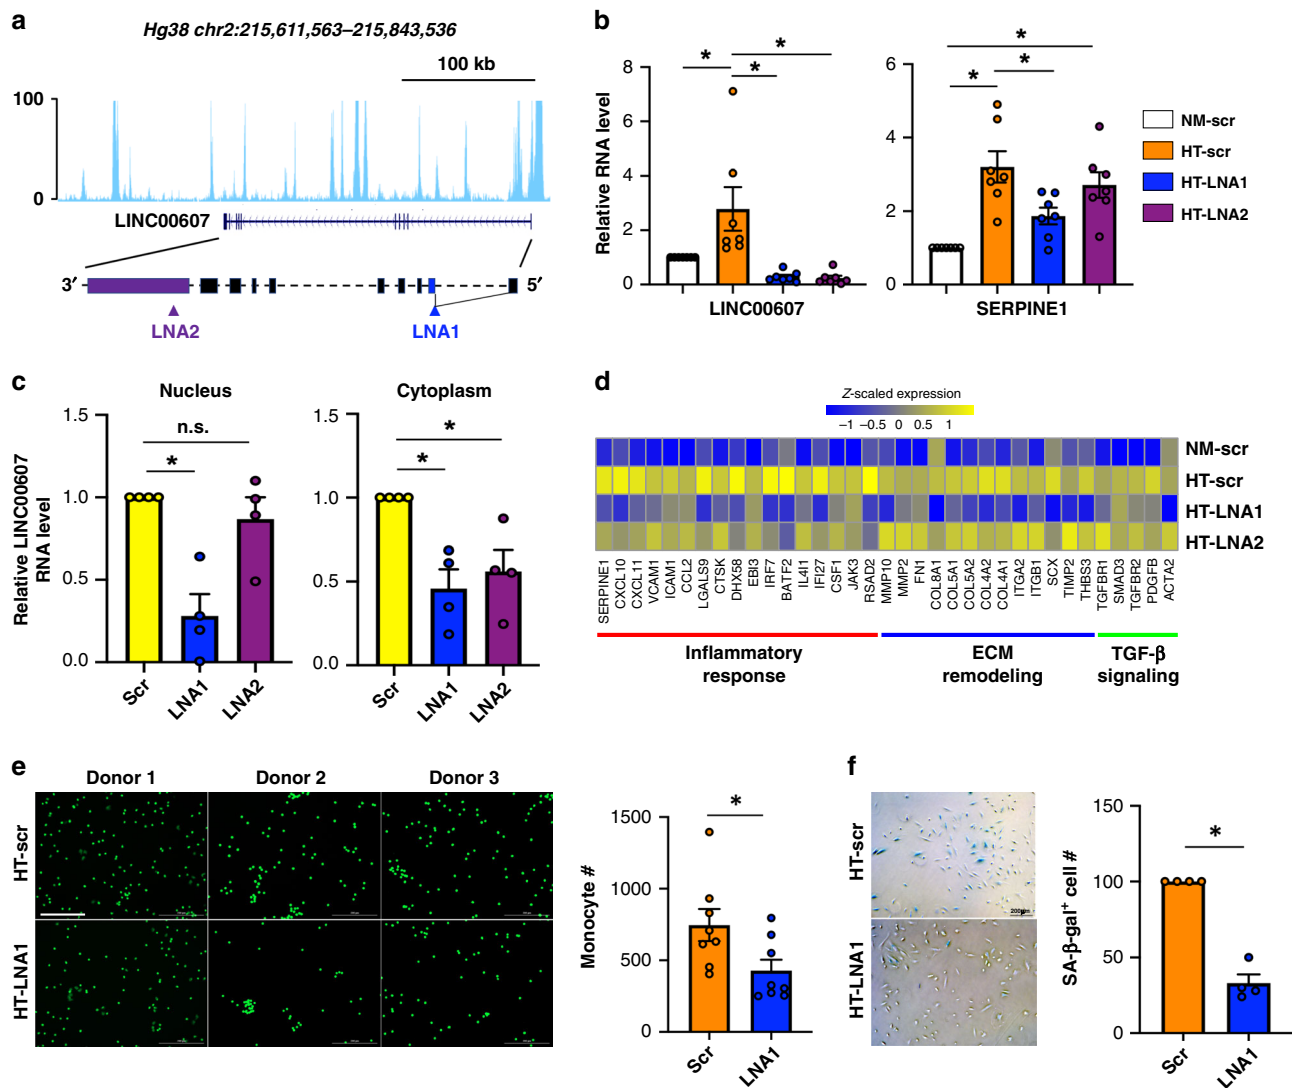 a
Hg38 chr2:215,611,563–215,843,536
100 kb
100
0
LINC00607
3′
5′
LNA2
LNA1
b
Relative RNA level
8
6
4
2
0
LINC00607
* * *
6
4
2
0
SERPINE1
* * *
NM-scr
HT-scr
HT-LNA1
HT-LNA2
c
Relative LINC00607
RNA level
Nucleus
1.5
1.0
0.5
0.0
n.s.
*
Scr
LNA1
LNA2
Cytoplasm
1.5
1.0
0.5
0.0
*
*
Scr
LNA1
LNA2
d
Z-scaled expression
−1 −0.5 0 0.5 1
NM-scr
HT-scr
HT-LNA1
HT-LNA2
SERPINE1
CXCL10
CXCL11
VCAM1
ICAM1
CCL2
LGALS9
CTSK
DHX58
EBI3
IRF7
BATF2
IL4I1
IFI27
CSF1
JAK3
RSAD2
MMP10
MMP2
FN1
COL8A1
COL5A1
COL5A2
COL4A2
COL4A1
ITGA2
ITGB1
SCX
TIMP2
THBS3
TGFBR1
SMAD3
TGFBR2
PDGFB
ACTA2
Inflammatory
response
ECM
remodeling
TGF-β
signaling
e
Donor 1
Donor 2
Donor 3
HT-scr
HT-LNA1
Monocyte #
1500
1000
500
0
*
Scr
LNA1
f
HT-scr
HT-LNA1
200µm
SA-β-gal⁺ cell #
150
100
50
0
*
Scr
LNA1